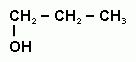 CH₂ – CH₂ – CH₃
OH